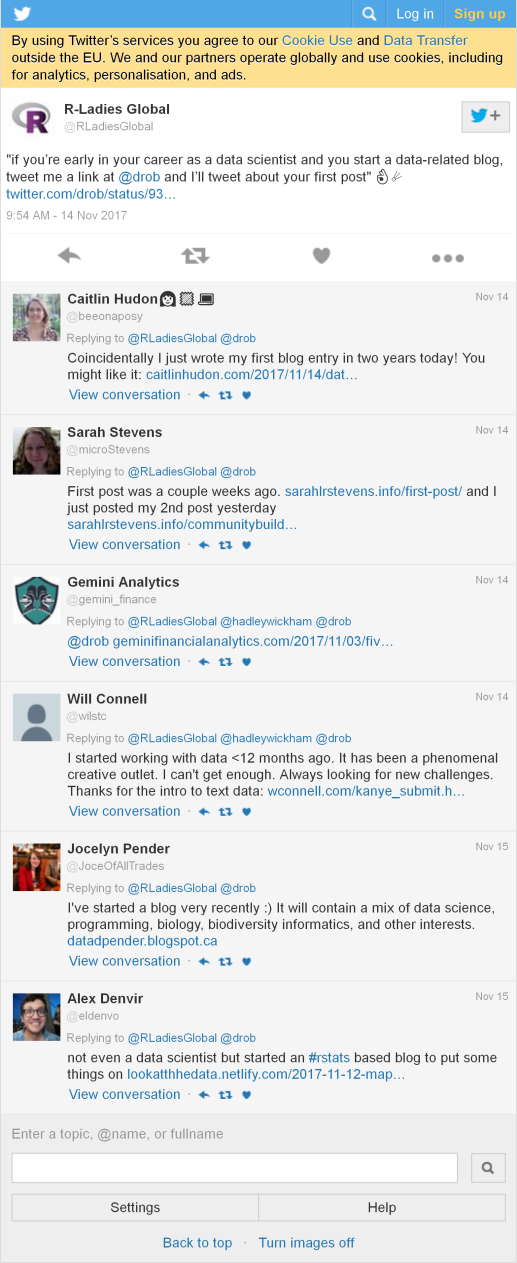 Log in
Sign up
By using Twitter’s services you agree to our Cookie Use and Data Transfer
outside the EU. We and our partners operate globally and use cookies, including
for analytics, personalisation, and ads.
R-Ladies Global
@RLadiesGlobal
"if you’re early in your career as a data scientist and you start a data-related blog,
tweet me a link at @drob and I’ll tweet about your first post" 👌☄
twitter.com/drob/status/93…
9:54 AM - 14 Nov 2017
Caitlin Hudon👩🏼‍💻
Nov 14
@beeonaposy
Replying to @RLadiesGlobal @drob
Coincidentally I just wrote my first blog entry in two years today! You
might like it: caitlinhudon.com/2017/11/14/dat…
View conversation ·
Sarah Stevens
Nov 14
@microStevens
Replying to @RLadiesGlobal @drob
First post was a couple weeks ago. sarahlrstevens.info/first-post/ and I
just posted my 2nd post yesterday
sarahlrstevens.info/communitybuild…
View conversation ·
Gemini Analytics
Nov 14
@gemini_finance
Replying to @RLadiesGlobal @hadleywickham @drob
@drob geminifinancialanalytics.com/2017/11/03/fiv…
View conversation ·
Will Connell
Nov 14
@wilstc
Replying to @RLadiesGlobal @hadleywickham @drob
I started working with data <12 months ago. It has been a phenomenal
creative outlet. I can't get enough. Always looking for new challenges.
Thanks for the intro to text data: wconnell.com/kanye_submit.h…
View conversation ·
Jocelyn Pender
Nov 15
@JoceOfAllTrades
Replying to @RLadiesGlobal @drob
I've started a blog very recently :) It will contain a mix of data science,
programming, biology, biodiversity informatics, and other interests.
datadpender.blogspot.ca
View conversation ·
Alex Denvir
Nov 15
@eldenvo
Replying to @RLadiesGlobal @drob
not even a data scientist but started an #rstats based blog to put some
things on lookatthhedata.netlify.com/2017-11-12-map…
View conversation ·
Enter a topic, @name, or fullname
Settings
Help
Back to top · Turn images off